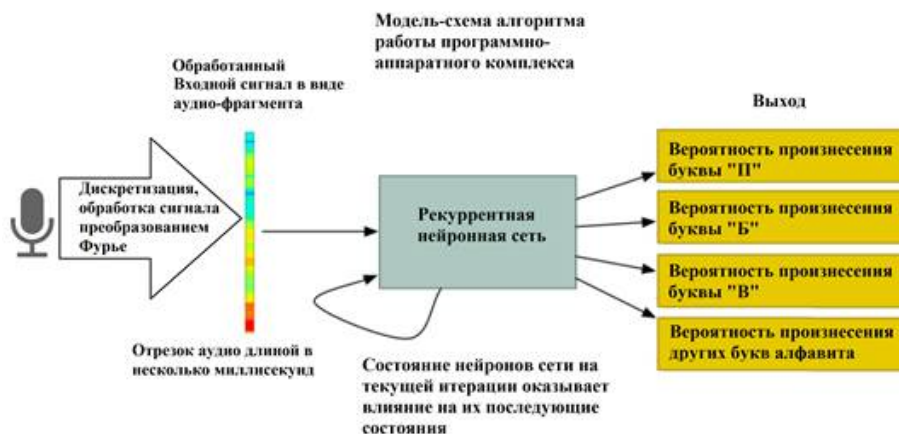 Модель-схема алгоритма
работы программно-
аппаратного комплекса
Обработанный
Входной сигнал в виде
аудио-фрагмента
Выход
Дискретизация,
обработка сигнала
преобразованием
Фурье
Рекуррентная
нейронная сеть
Вероятность произнесения
буквы "П"
Вероятность произнесения
буквы "Б"
Вероятность произнесения
буквы "В"
Вероятность произнесения
других букв алфавита
Отрезок аудио длиной в
несколько миллисекунд
Состояние нейронов сети на
текущей итерации оказывает
влияние на их последующие
состояния